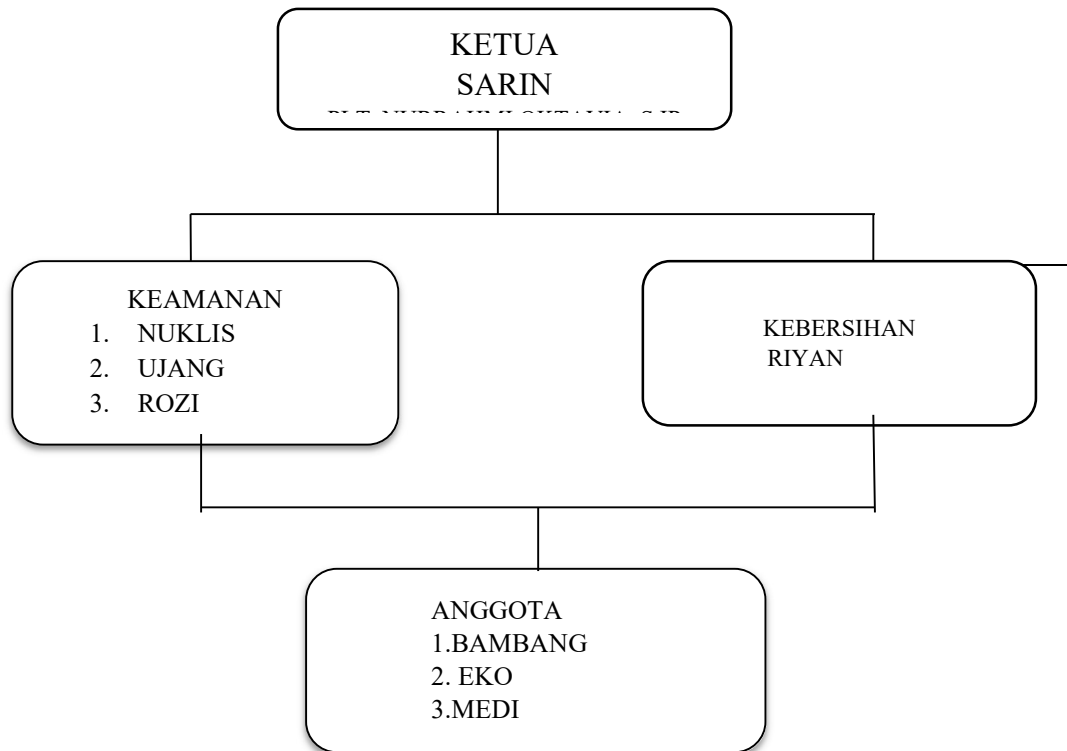 KETUA
SARIN
KEAMANAN
1. NUKLIS
2. UJANG
3. ROZI
KEBERSIHAN
RIYAN
ANGGOTA
1.BAMBANG
2. EKO
3.MEDI